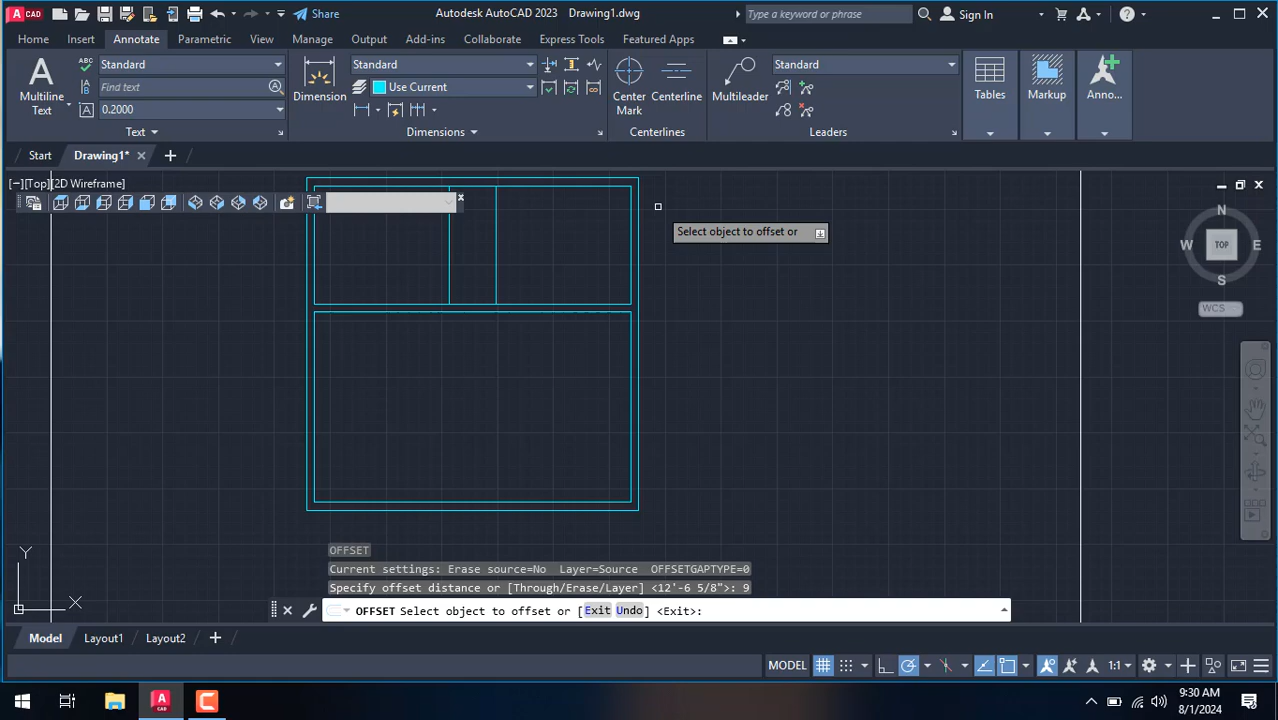 CAD
Share
Autodesk AutoCAD 2023 Drawing1.dwg
Type a keyword or phrase
Sign In
Home Insert Annotate Parametric View Manage Output Add-ins Collaborate Express Tools Featured Apps
Multiline Text
ABC
Standard
Find text
0.2000
Text
Dimension
Standard
Use Current
Dimensions
Center Mark
Centerline
Centerlines
Multileader
Standard
Leaders
Tables
Markup
Anno...
Start Drawing1*
[−][Top][2D Wireframe]
N
W TOP E
S
WCS
Select object to offset or
Y
X
OFFSET
Current settings: Erase source=No Layer=Source OFFSETGAPTYPE=0
Specify offset distance or [Through/Erase/Layer] <12'-6 5/8">: 9
OFFSET Select object to offset or [Exit Undo] <Exit>:
Model Layout1 Layout2
MODEL 1:1
CAD
9:30 AM
8/1/2024